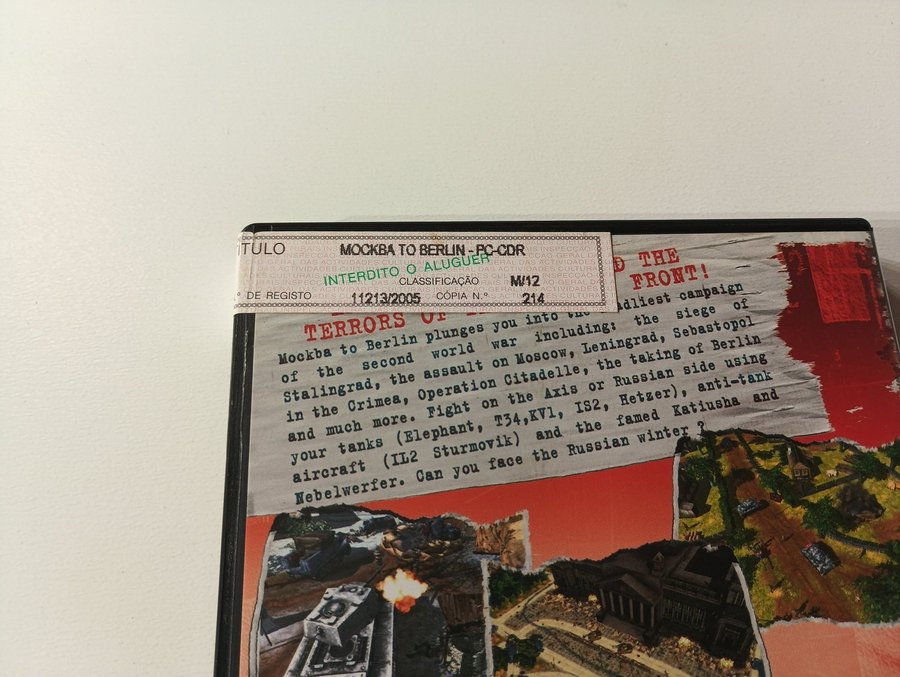 TULO MOCKBA TO BERLIN - PC-CDR
INTERDITO O ALUGUER
CLASSIFICAÇÃO M/12
º DE REGISTO 11213/2005 CÓPIA N.º 214
D THE
FRONT!
TERRORS OF
Mockba to Berlin plunges you into the deadliest campaign
of the second world war including: the siege of
Stalingrad, the assault on Moscow, Leningrad, Sebastopol
in the Crimea, Operation Citadelle, the taking of Berlin
and much more. Fight on the Axis or Russian side using
your tanks (Elephant, T34,KV1, IS2, Hetzer), anti-tank
aircraft (IL2 Sturmovik) and the famed Katiusha and
Nebelwerfer. Can you face the Russian winter ?